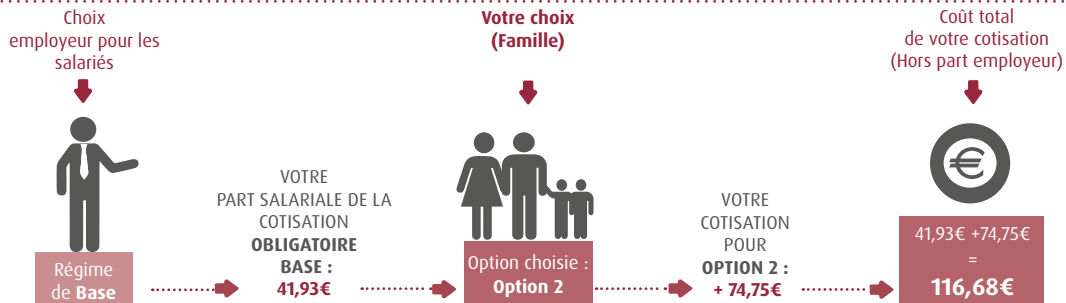 Choix
employeur pour les
salariés
Régime
de Base
VOTRE
PART SALARIALE DE LA
COTISATION
OBLIGATOIRE
BASE :
41,93€
Votre choix
(Famille)
Option choisie :
Option 2
VOTRE
COTISATION
POUR
OPTION 2 :
+ 74,75€
Coût total
de votre cotisation
(Hors part employeur)
€
41,93€ +74,75€
=
116,68€